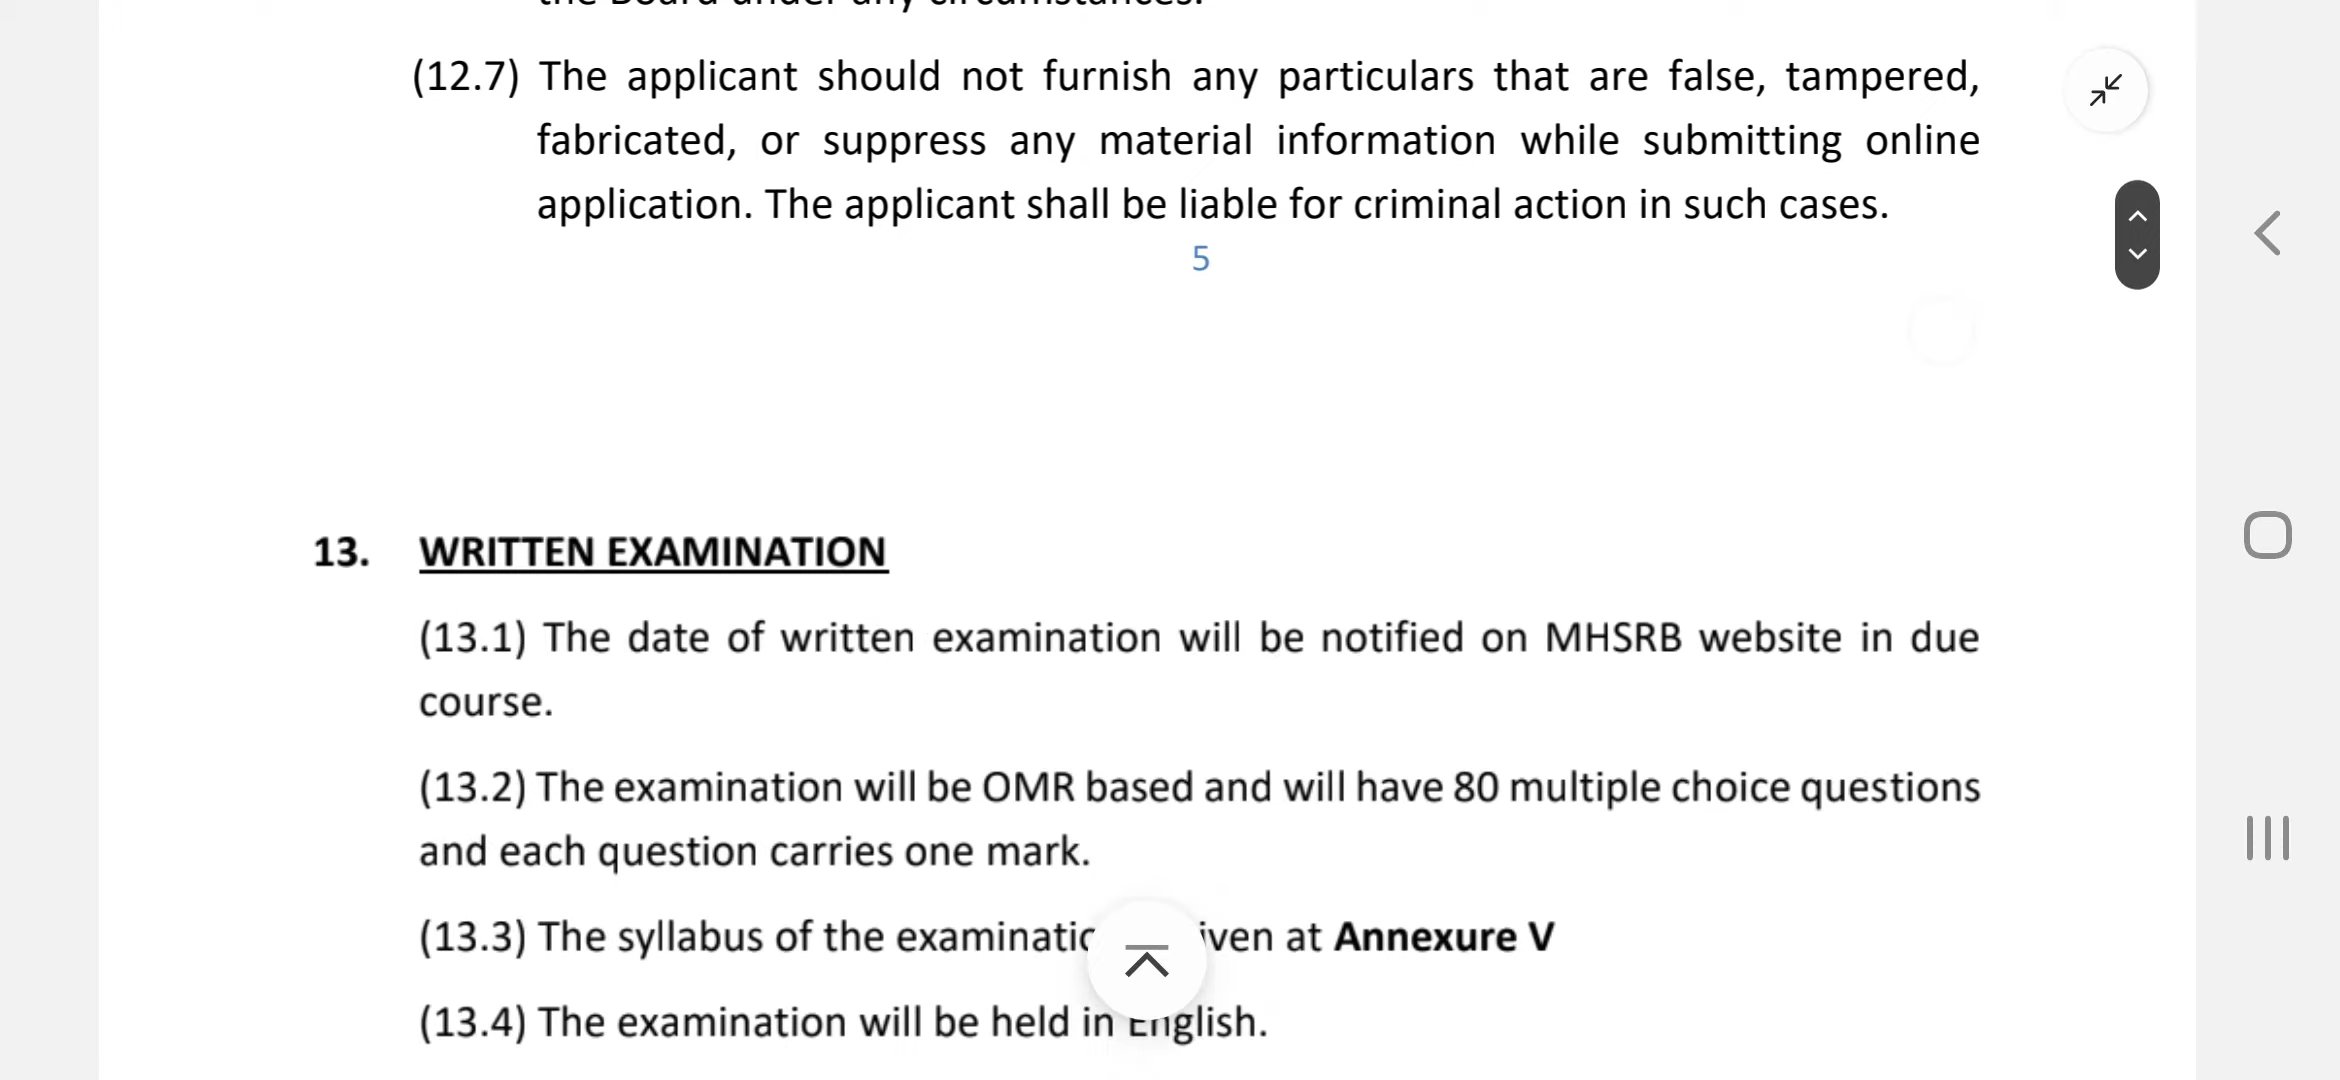 (12.7) The applicant should not furnish any particulars that are false, tampered,
fabricated, or suppress any material information while submitting online
application. The applicant shall be liable for criminal action in such cases.
5
13. WRITTEN EXAMINATION
(13.1) The date of written examination will be notified on MHSRB website in due
course.
(13.2) The examination will be OMR based and will have 80 multiple choice questions
and each question carries one mark.
(13.3) The syllabus of the at Annexure V
(13.4) The examination will be held in English.